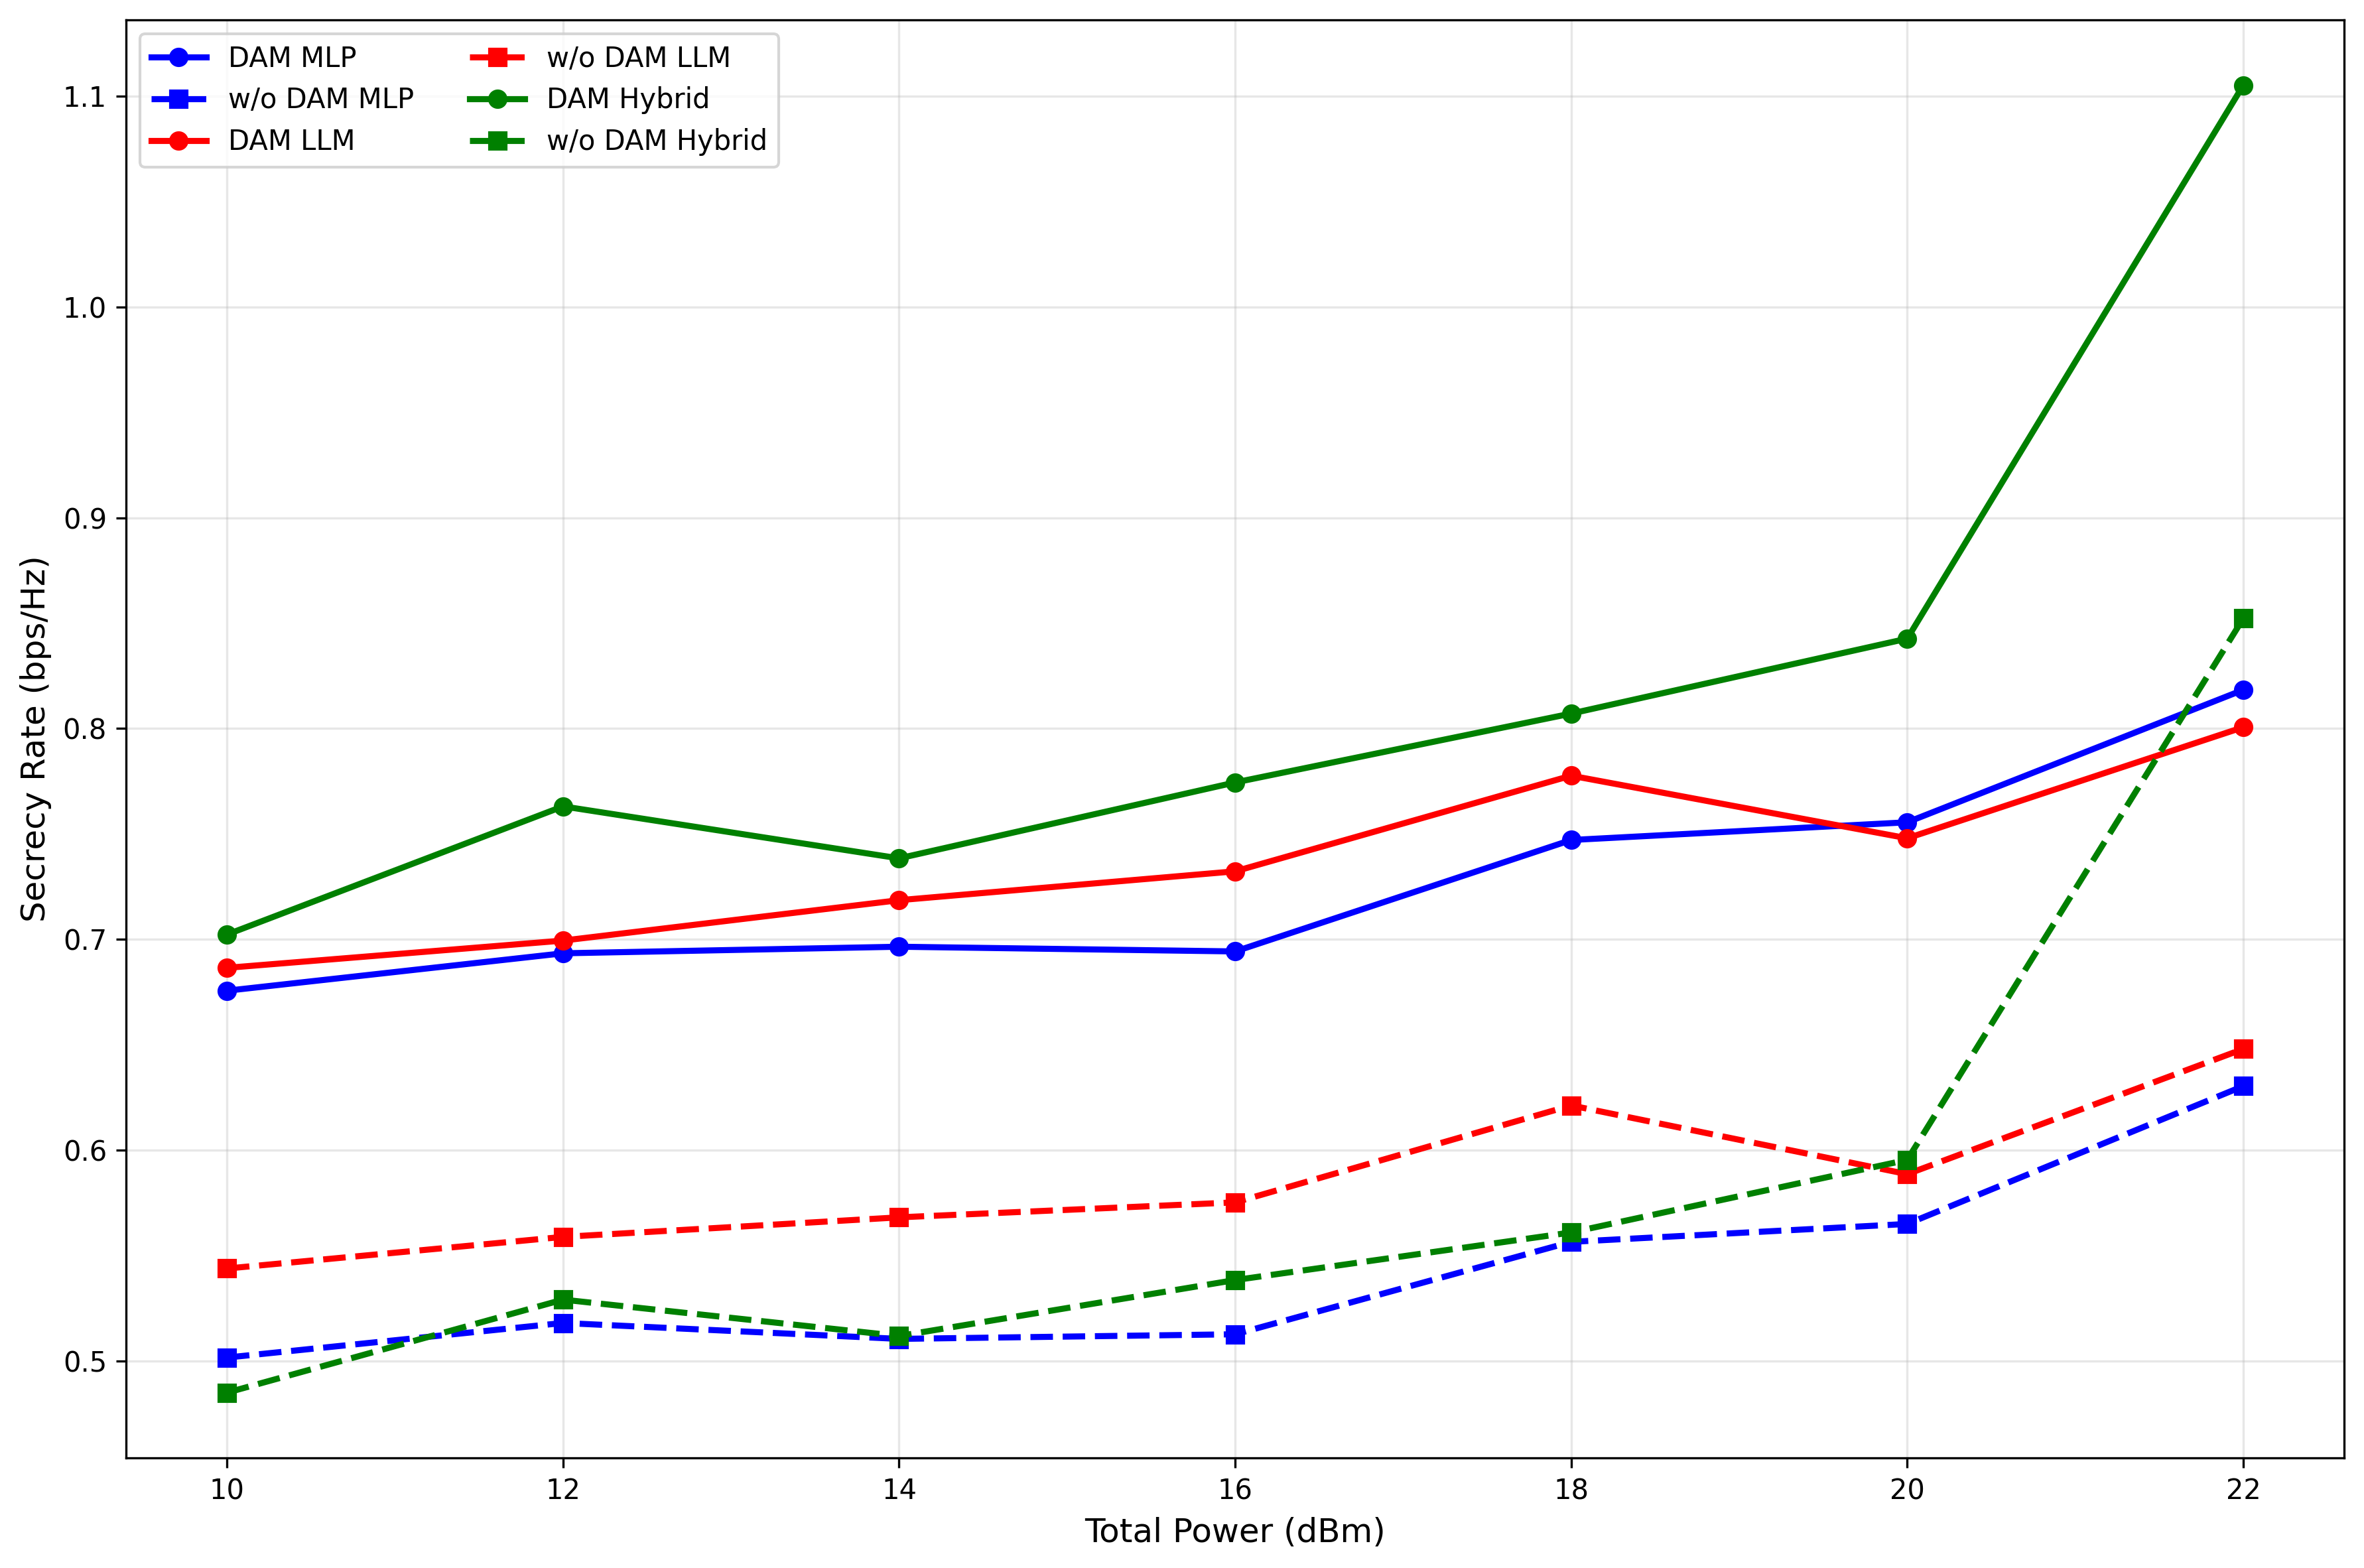 DAM MLP
w/o DAM MLP
DAM LLM
w/o DAM LLM
DAM Hybrid
w/o DAM Hybrid
1.1
1.0
0.9
0.8
0.7
0.6
0.5
Secrecy Rate (bps/Hz)
10 12 14 16 18 20 22
Total Power (dBm)